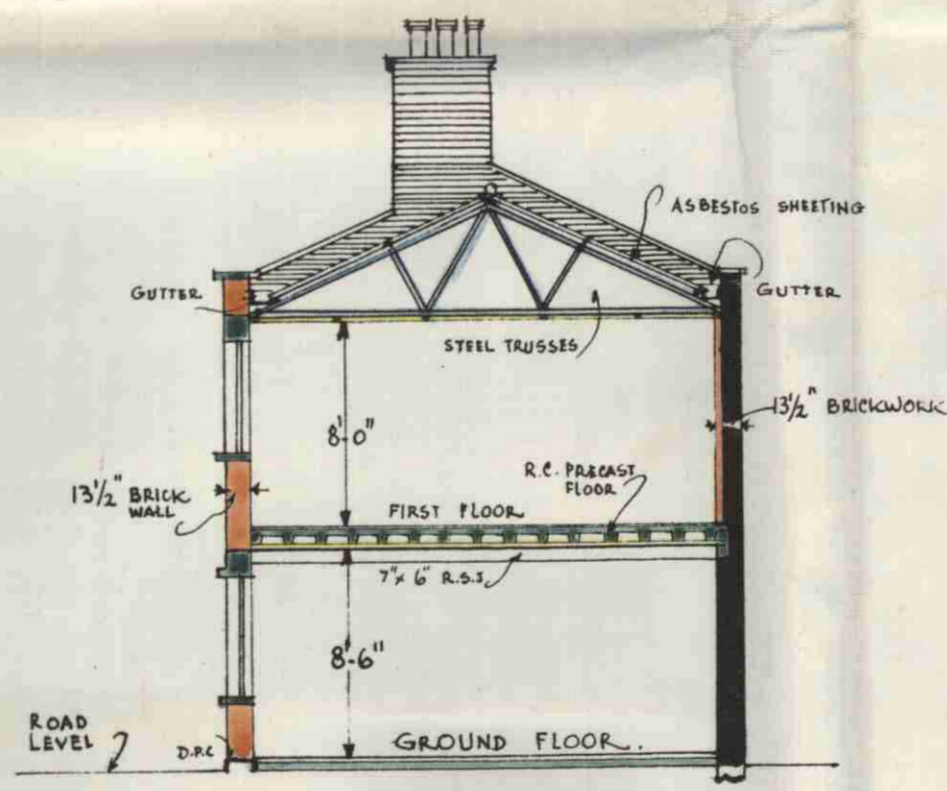 ASBESTOS SHEETING
GUTTER
GUTTER
STEEL TRUSSES
8'-0"
13½" BRICKWORK
R.C. PRECAST
FLOOR
13½" BRICK
WALL
FIRST FLOOR
7"x 6" R.S.J.
8'-6"
ROAD
LEVEL
D.P.C
GROUND FLOOR.